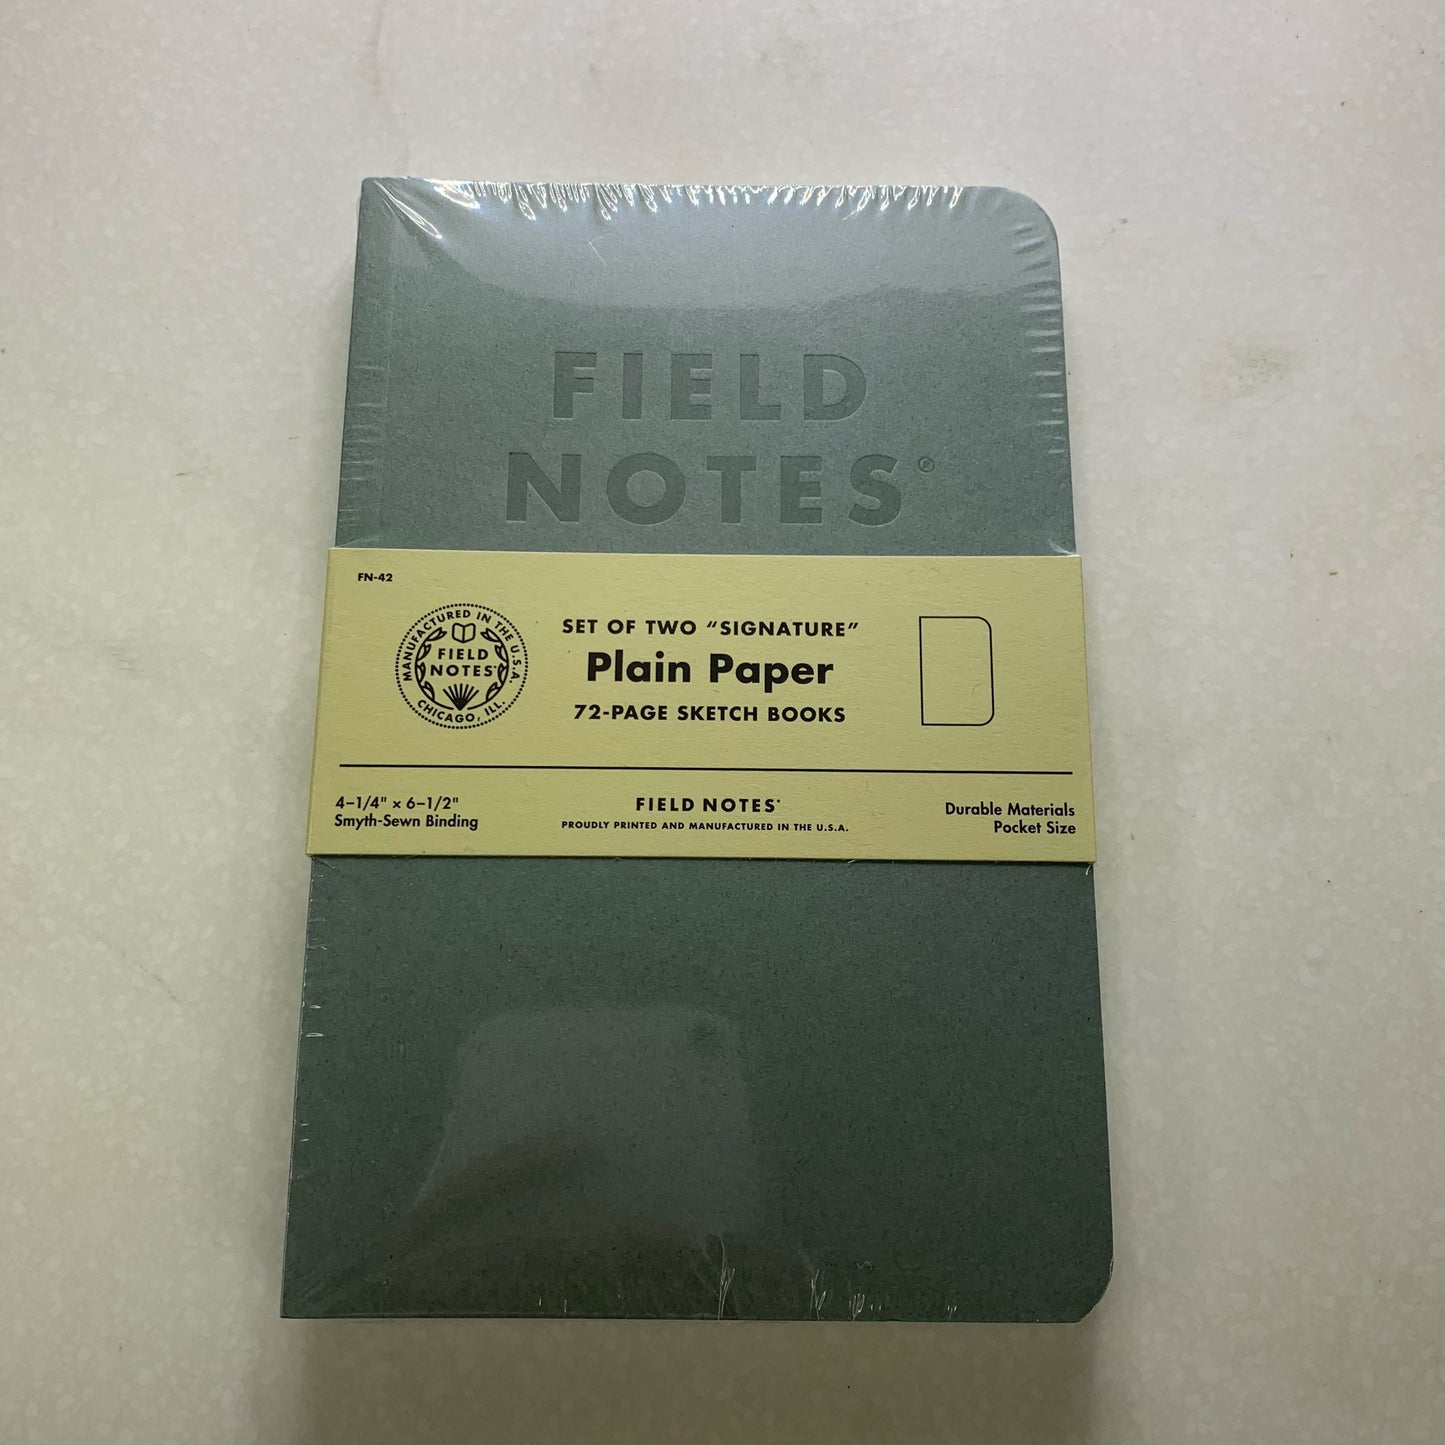 FIELD
NOTES®
FN-42
MANUFACTURED IN THE U.S.A.
FIELD
NOTES
CHICAGO, ILL.
SET OF TWO “SIGNATURE”
Plain Paper
72-PAGE SKETCH BOOKS
4–1/4" × 6–1/2"
Smyth-Sewn Binding
FIELD NOTES®
PROUDLY PRINTED AND MANUFACTURED IN THE U.S.A.
Durable Materials
Pocket Size